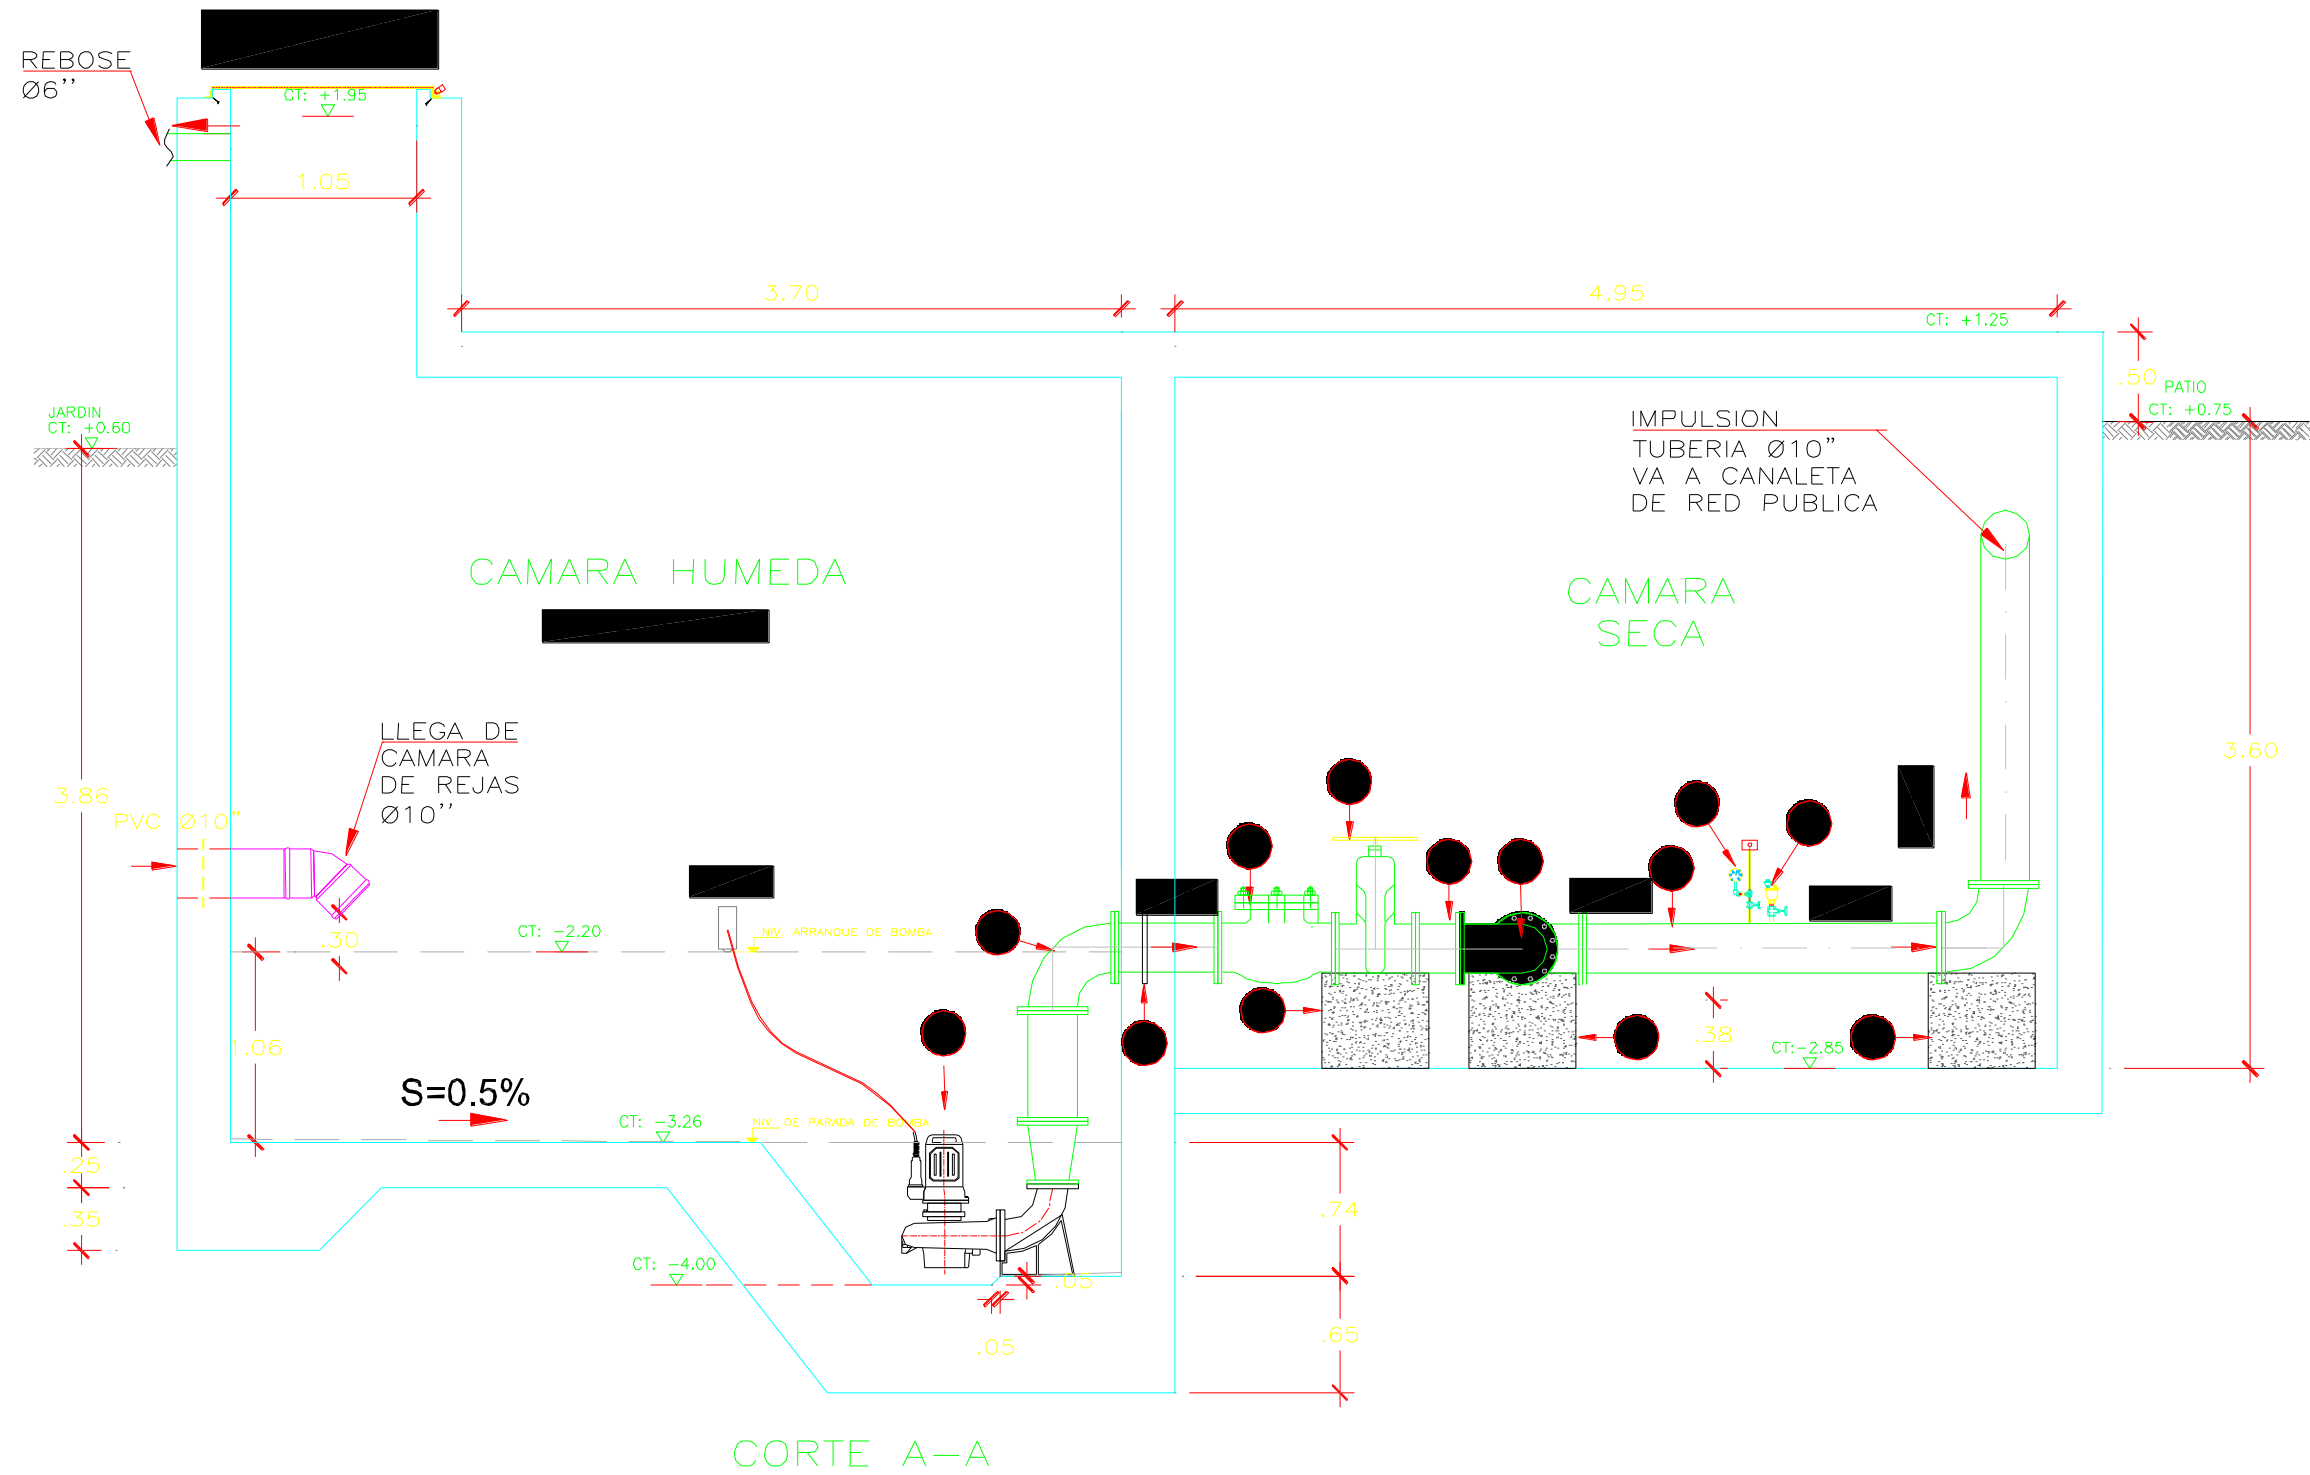 REBOSE
Ø6''
CT: +1.95
1.05
3.70
4.95
CT: +1.25
.50
PATIO
CT: +0.75
JARDIN
CT: +0.60
IMPULSION
TUBERIA Ø10"
VA A CANALETA
DE RED PUBLICA
CAMARA HUMEDA
CAMARA
SECA
LLEGA DE
CAMARA
DE REJAS
Ø10''
3.86
PVC Ø10"
3.60
.30
CT: -2.20
NIV. ARRANQUE DE BOMBA
1.06
.38
CT:-2.85
S=0.5%
CT: -3.26
NIV. DE PARADA DE BOMBA
.25
.35
.74
CT: -4.00
.05
.65
.05
CORTE A-A